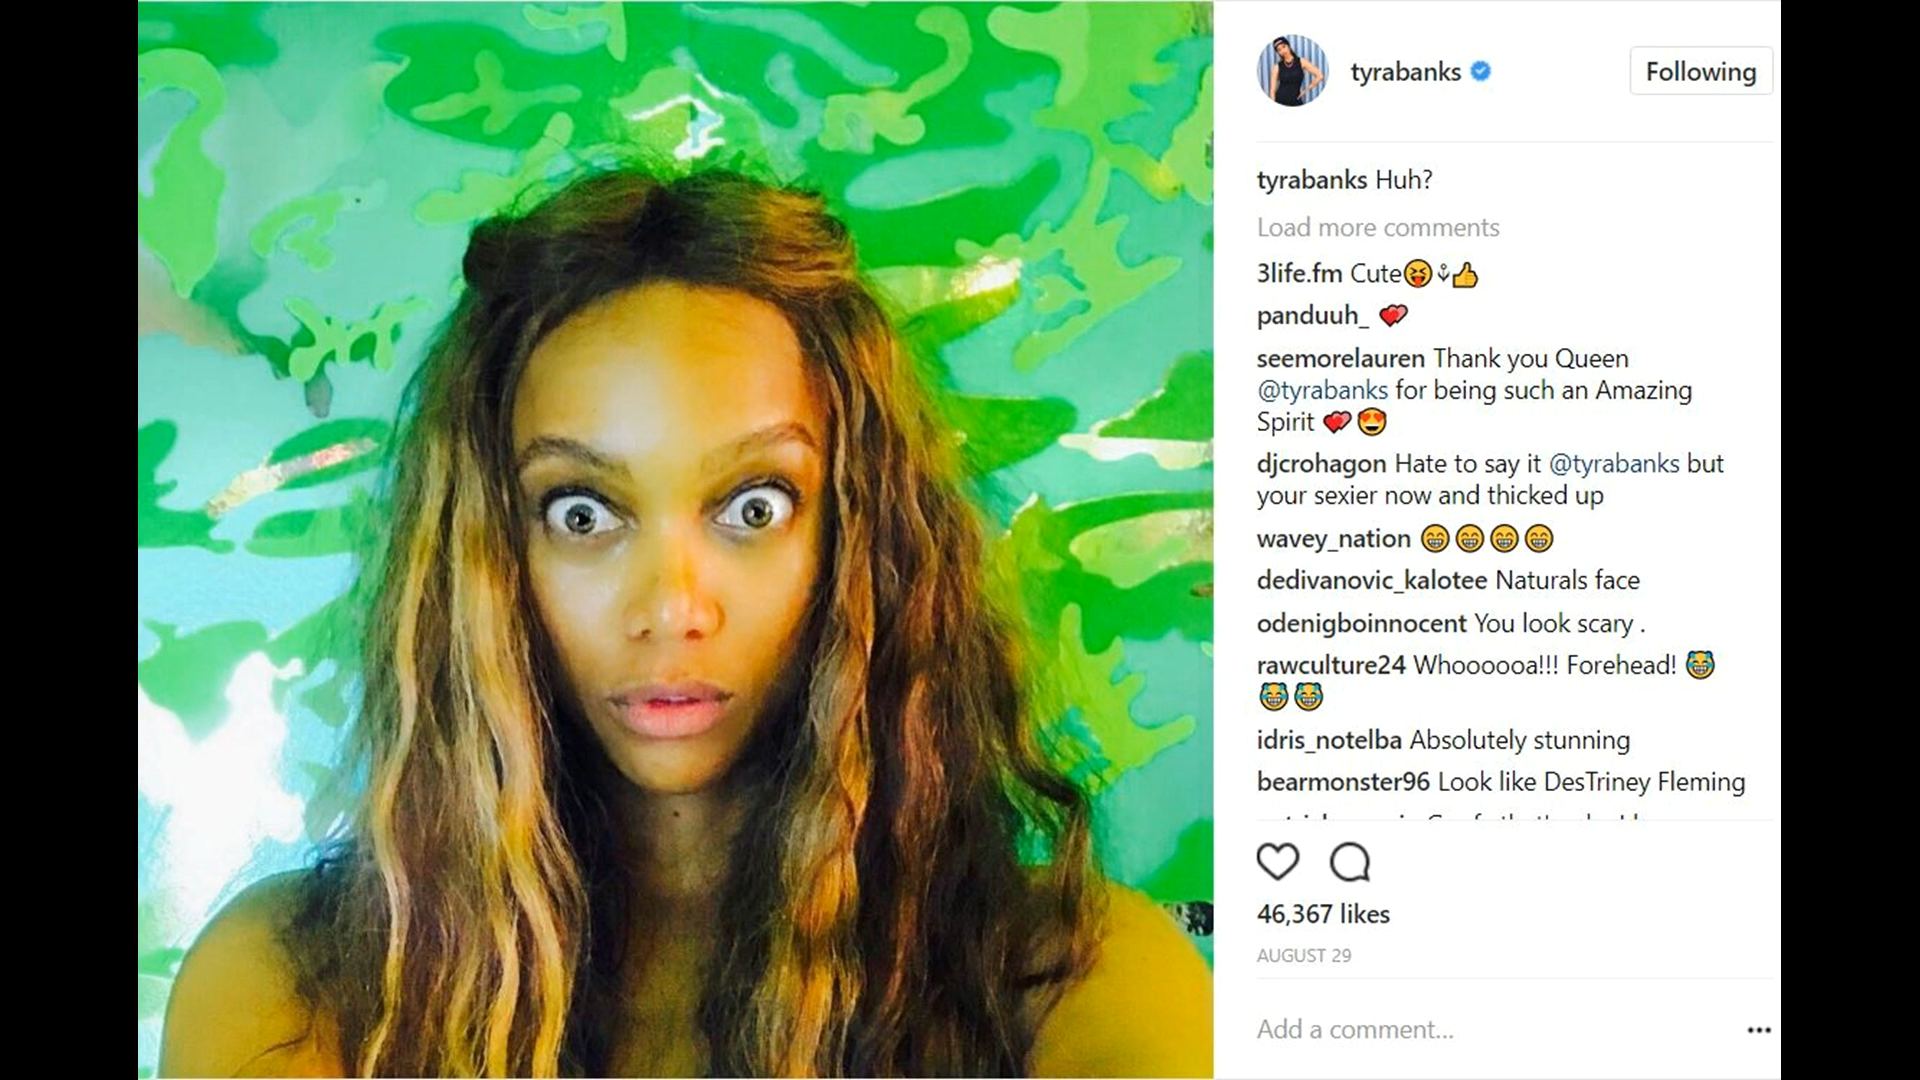 tyrabanks
Following
tyrabanks Huh?
Load more comments
3life.fm Cute😝⚓👍
panduuh_ 💕
seemorelauren Thank you Queen
@tyrabanks for being such an Amazing
Spirit 💕😍
djcrohagon Hate to say it @tyrabanks but
your sexier now and thicked up
wavey_nation 😁😁😁😁
dedivanovic_kalotee Naturals face
odenigboinnocent You look scary .
rawculture24 Whoooooa!!! Forehead! 😹
😹😹
idris_notelba Absolutely stunning
bearmonster96 Look like DesTriney Fleming
46,367 likes
AUGUST 29
Add a comment...